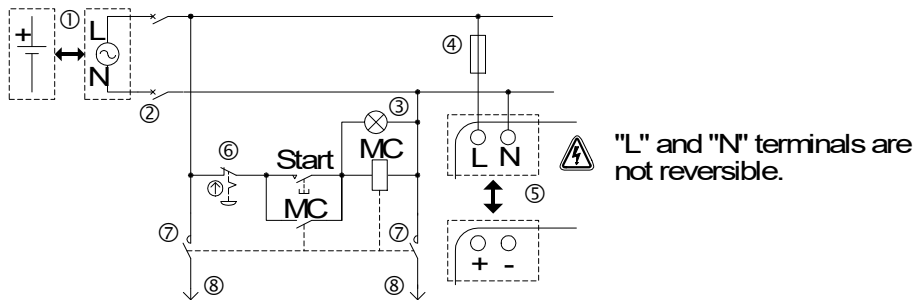 ①
+
L
N
②
③
④
"L" and "N" terminals are
not reversible.
L N
⑥
Start
MC
MC
⑤
⑦
⑦
+ -
⑧
⑧